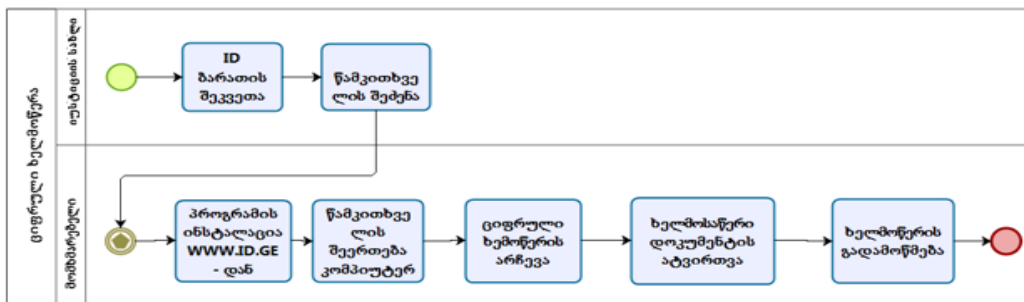 ციფრული ხელმოწერა
იუსტიციის სახლი
ID
ბარათის
შეკვეთა
წამკითხვე
ლის შეძენა
მომხმარებელი
პროგრამის
ინსტალაცია
WWW.ID.GE
- დან
წამკითხვე
ლის
შეერთება
კომპიუტერ
ციფრული
ხემოწერის
არჩევა
ხელმოსაწერი
დოკუმენტის
ატვირთვა
ხელმოწერის
გადამოწმება